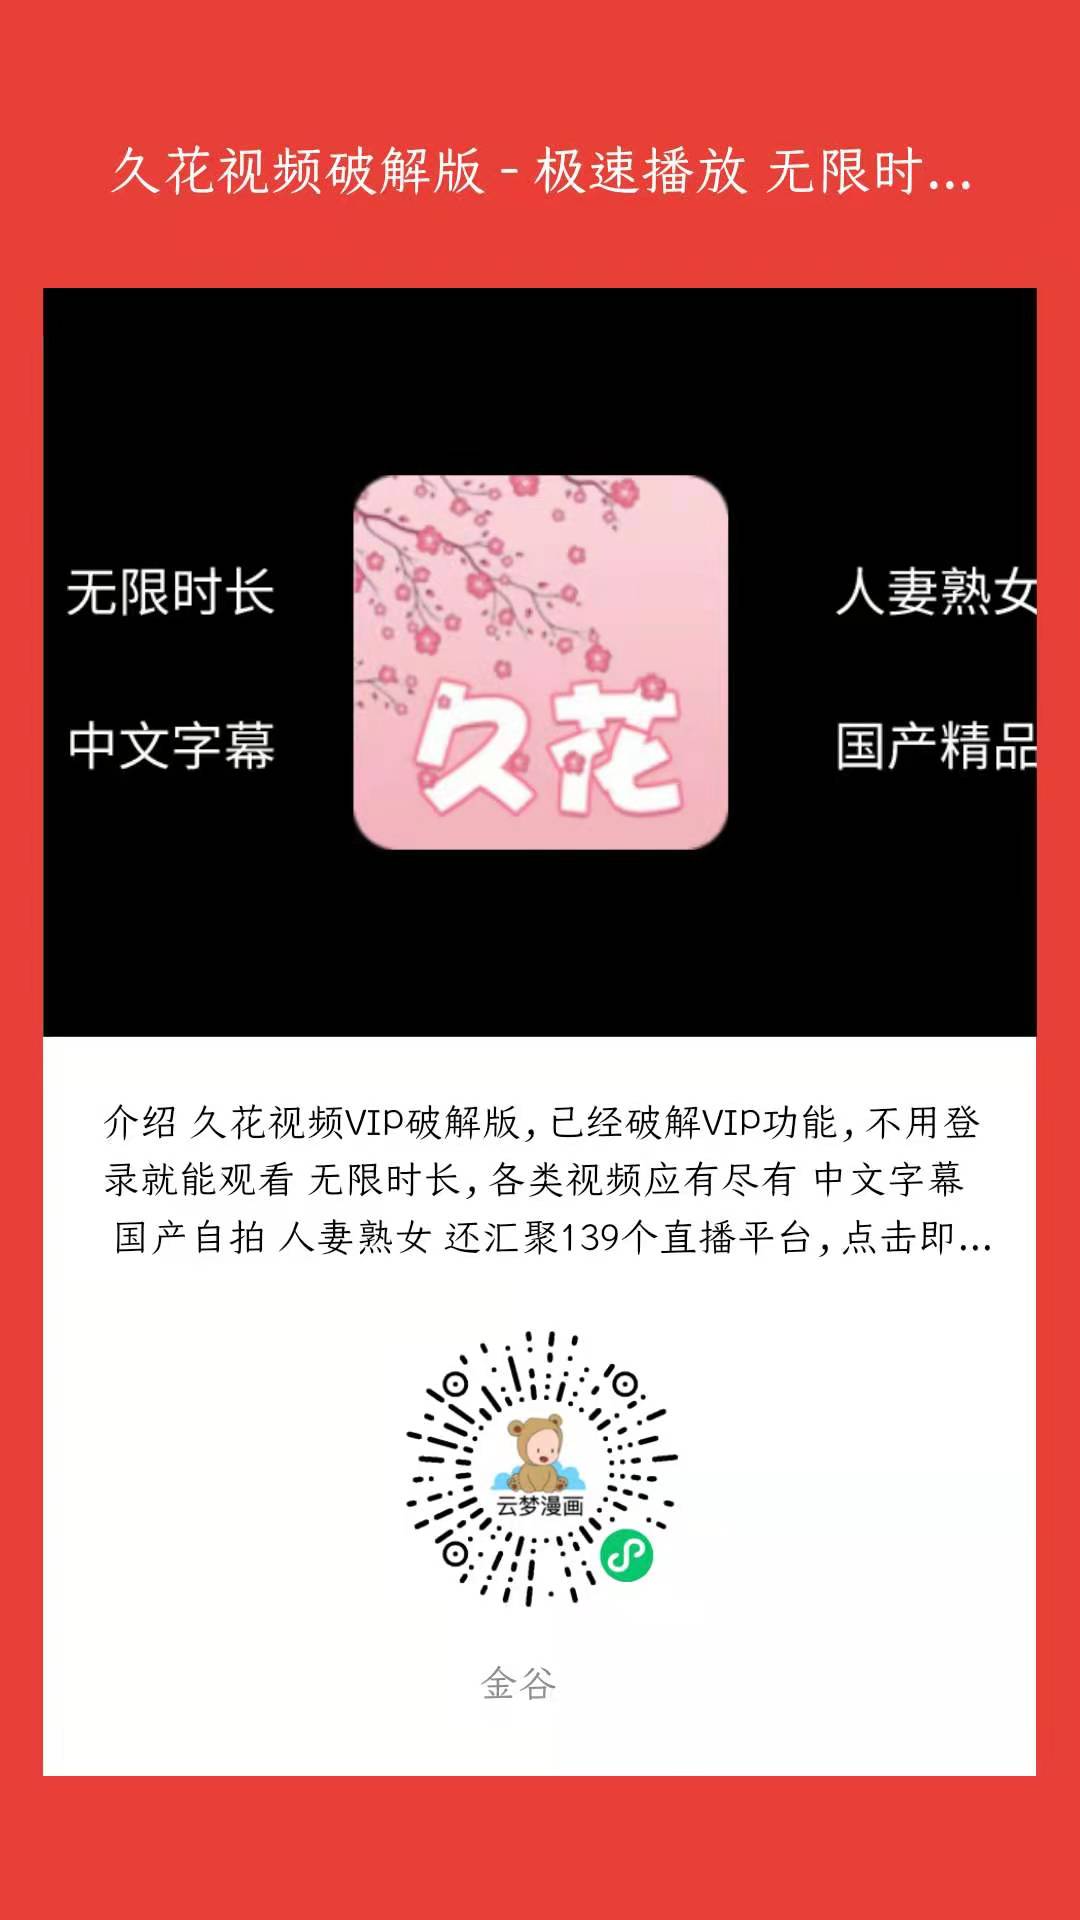 久花视频破解版 - 极速播放 无限时...
无限时长
人妻熟女
中文字幕
国产精品
久花
介绍 久花视频VIP破解版,已经破解VIP功能,不用登
录就能观看 无限时长,各类视频应有尽有 中文字幕
国产自拍 人妻熟女 还汇聚139个直播平台,点击即...
云梦漫画
金谷